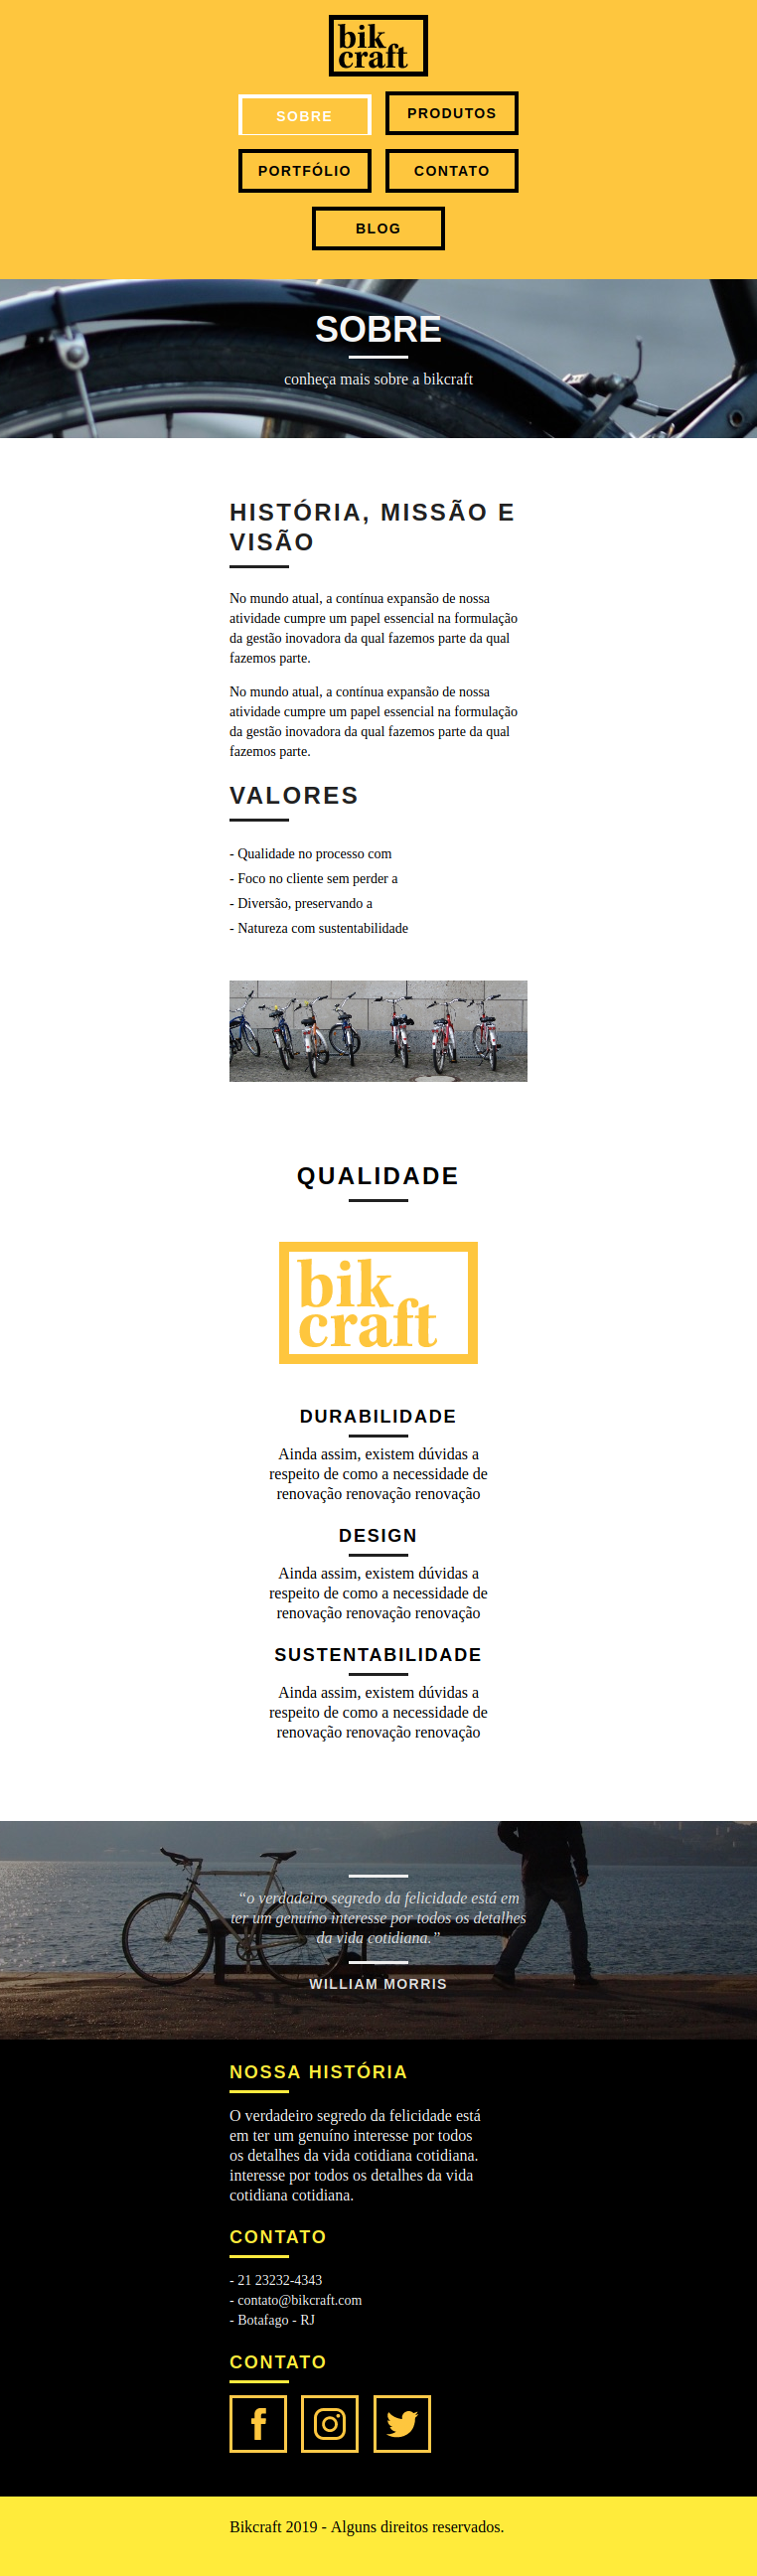 bik
craft
SOBRE
PRODUTOS
PORTFÓLIO
CONTATO
BLOG
SOBRE
conheça mais sobre a bikcraft
HISTÓRIA, MISSÃO E
VISÃO
No mundo atual, a contínua expansão de nossa
atividade cumpre um papel essencial na formulação
da gestão inovadora da qual fazemos parte da qual
fazemos parte.
No mundo atual, a contínua expansão de nossa
atividade cumpre um papel essencial na formulação
da gestão inovadora da qual fazemos parte da qual
fazemos parte.
VALORES
- Qualidade no processo com
- Foco no cliente sem perder a
- Diversão, preservando a
- Natureza com sustentabilidade
QUALIDADE
bik
craft
DURABILIDADE
Ainda assim, existem dúvidas a
respeito de como a necessidade de
renovação renovação renovação
DESIGN
Ainda assim, existem dúvidas a
respeito de como a necessidade de
renovação renovação renovação
SUSTENTABILIDADE
Ainda assim, existem dúvidas a
respeito de como a necessidade de
renovação renovação renovação
“o verdadeiro segredo da felicidade está em
ter um genuíno interesse por todos os detalhes
da vida cotidiana.”
WILLIAM MORRIS
NOSSA HISTÓRIA
O verdadeiro segredo da felicidade está
em ter um genuíno interesse por todos
os detalhes da vida cotidiana cotidiana.
interesse por todos os detalhes da vida
cotidiana cotidiana.
CONTATO
- 21 23232-4343
- contato@bikcraft.com
- Botafago - RJ
CONTATO
Bikcraft 2019 - Alguns direitos reservados.